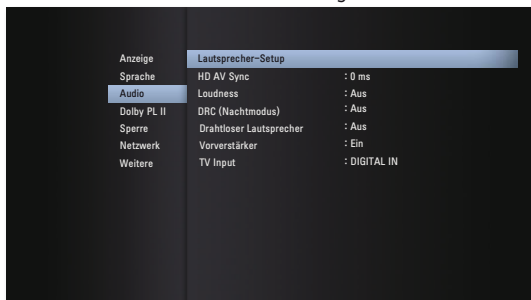 Anzeige
Sprache
Audio
Dolby PL II
Sperre
Netzwerk
Weitere
Lautsprecher-Setup
HD AV Sync : 0 ms
Loudness : Aus
DRC (Nachtmodus) : Aus
Drahtloser Lautsprecher : Aus
Vorverstärker : Ein
TV Input : DIGITAL IN